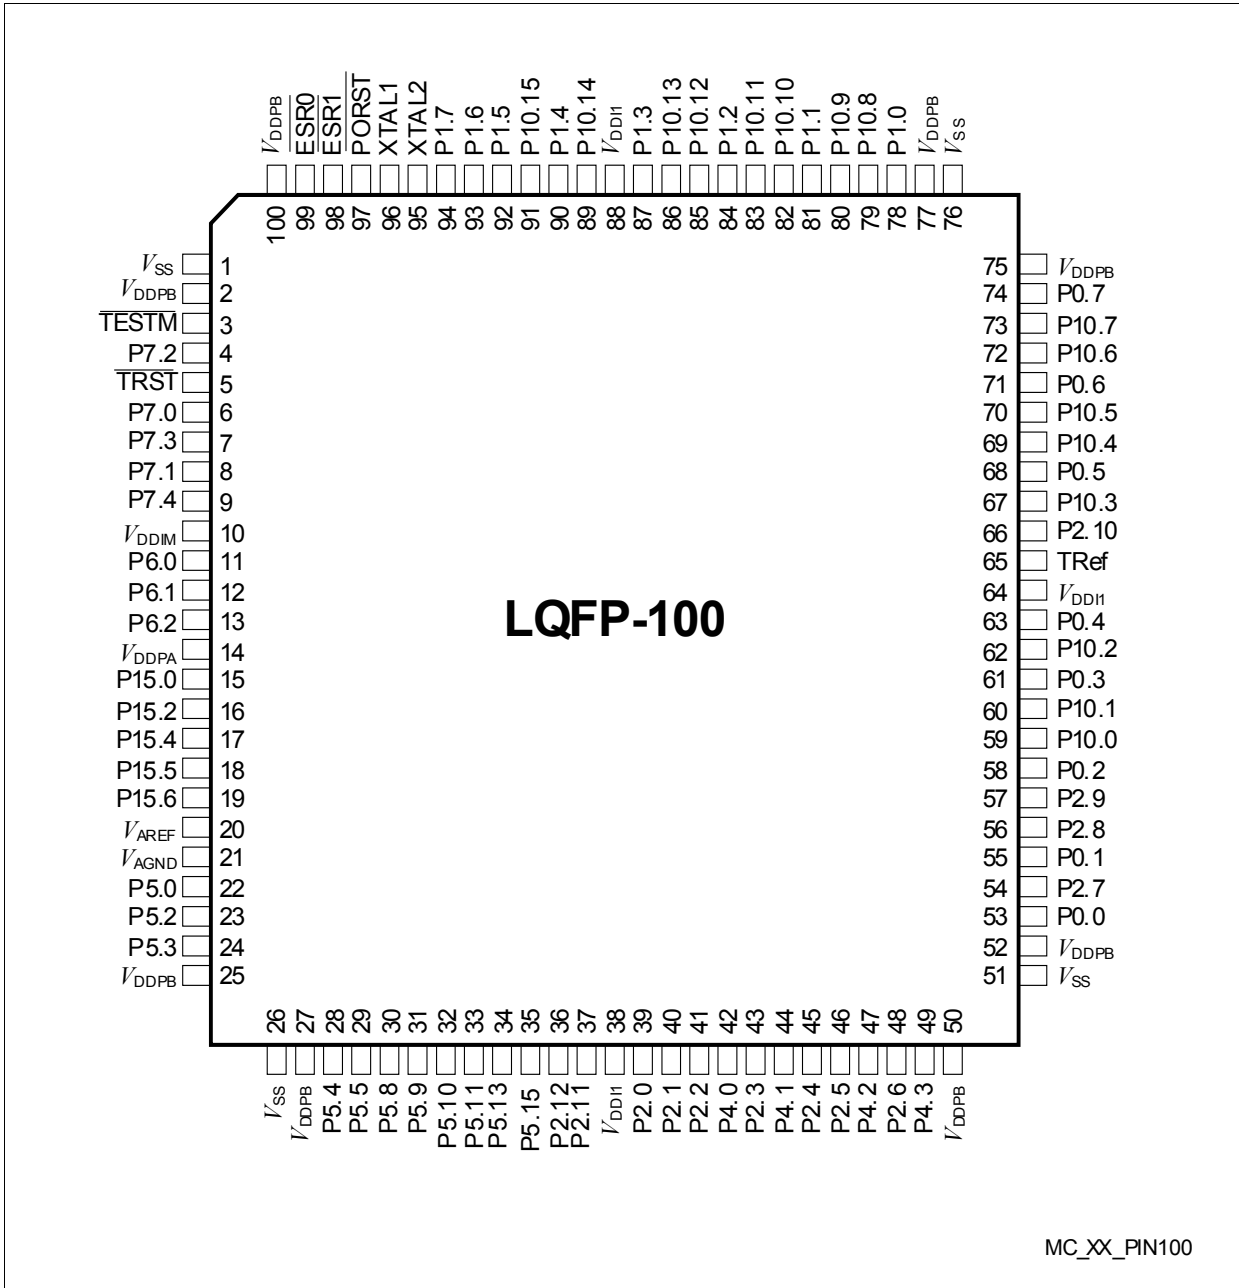 VDDPB
ESR0
ESR1
PORST
XTAL1
XTAL2
P1.7
P1.6
P1.5
P10.15
P1.4
P10.14
VDDI1
P1.3
P10.13
P10.12
P1.2
P10.11
P10.10
P1.1
P10.9
P10.8
P1.0
VDDPB
VSS
100 99 98 97 96 95 94 93 92 91 90 89 88 87 86 85 84 83 82 81 80 79 78 77 76
VSS 1
VDDPB 2
TESTM 3
P7.2 4
TRST 5
P7.0 6
P7.3 7
P7.1 8
P7.4 9
VDDIM 10
P6.0 11
P6.1 12
P6.2 13
VDDPA 14
P15.0 15
P15.2 16
P15.4 17
P15.5 18
P15.6 19
VAREF 20
VAGND 21
P5.0 22
P5.2 23
P5.3 24
VDDPB 25
LQFP-100
75 VDDPB
74 P0.7
73 P10.7
72 P10.6
71 P0.6
70 P10.5
69 P10.4
68 P0.5
67 P10.3
66 P2.10
65 TRef
64 VDDI1
63 P0.4
62 P10.2
61 P0.3
60 P10.1
59 P10.0
58 P0.2
57 P2.9
56 P2.8
55 P0.1
54 P2.7
53 P0.0
52 VDDPB
51 VSS
26 27 28 29 30 31 32 33 34 35 36 37 38 39 40 41 42 43 44 45 46 47 48 49 50
VSS
VDDPB
P5.4
P5.5
P5.8
P5.9
P5.10
P5.11
P5.13
P5.15
P2.12
P2.11
VDDI1
P2.0
P2.1
P2.2
P4.0
P2.3
P4.1
P2.4
P2.5
P4.2
P2.6
P4.3
VDDPB
MC_XX_PIN100